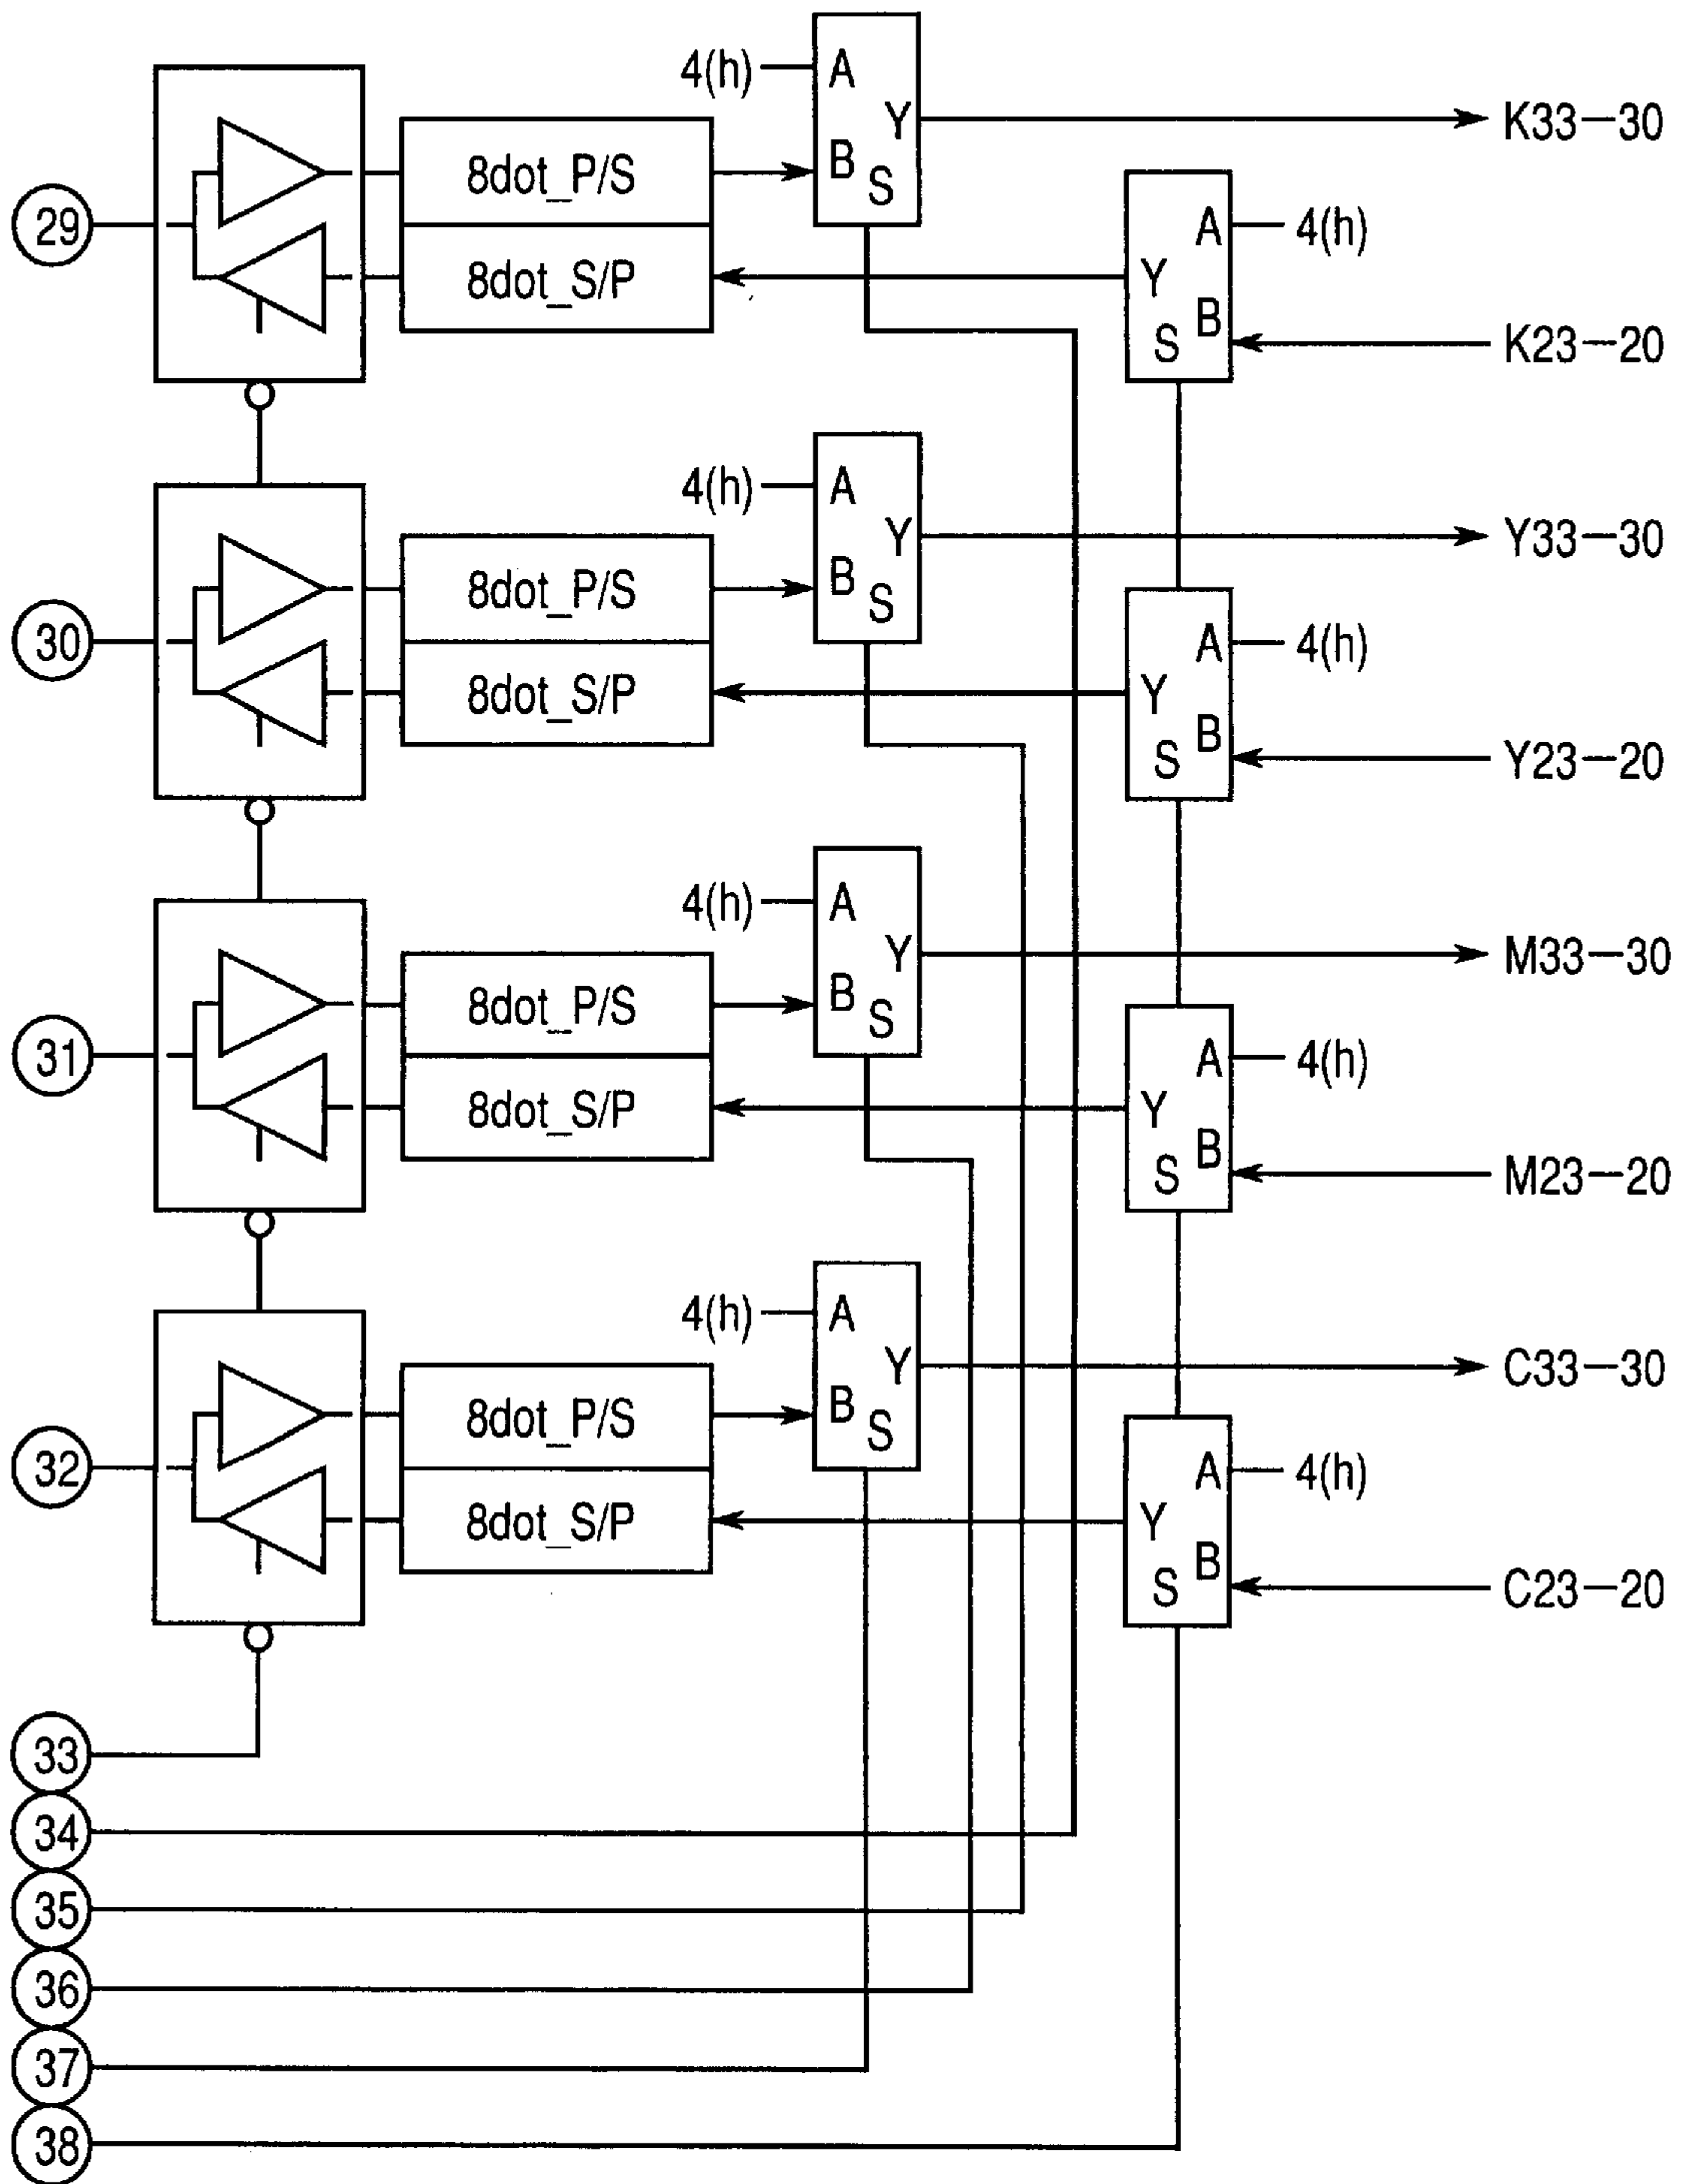 4(h) A
Y K33—30
8dot_P/S B S
29 A 4(h)
8dot_S/P Y
B
S K23—20
4(h) A
Y Y33—30
8dot_P/S B S
30 A 4(h)
8dot_S/P Y
B
S Y23—20
4(h) A
Y M33—30
8dot_P/S B S
31 A 4(h)
8dot_S/P Y
B
S M23—20
4(h) A
Y C33—30
8dot_P/S B S
32 A 4(h)
8dot_S/P Y
B
S C23—20
33
34
35
36
37
38